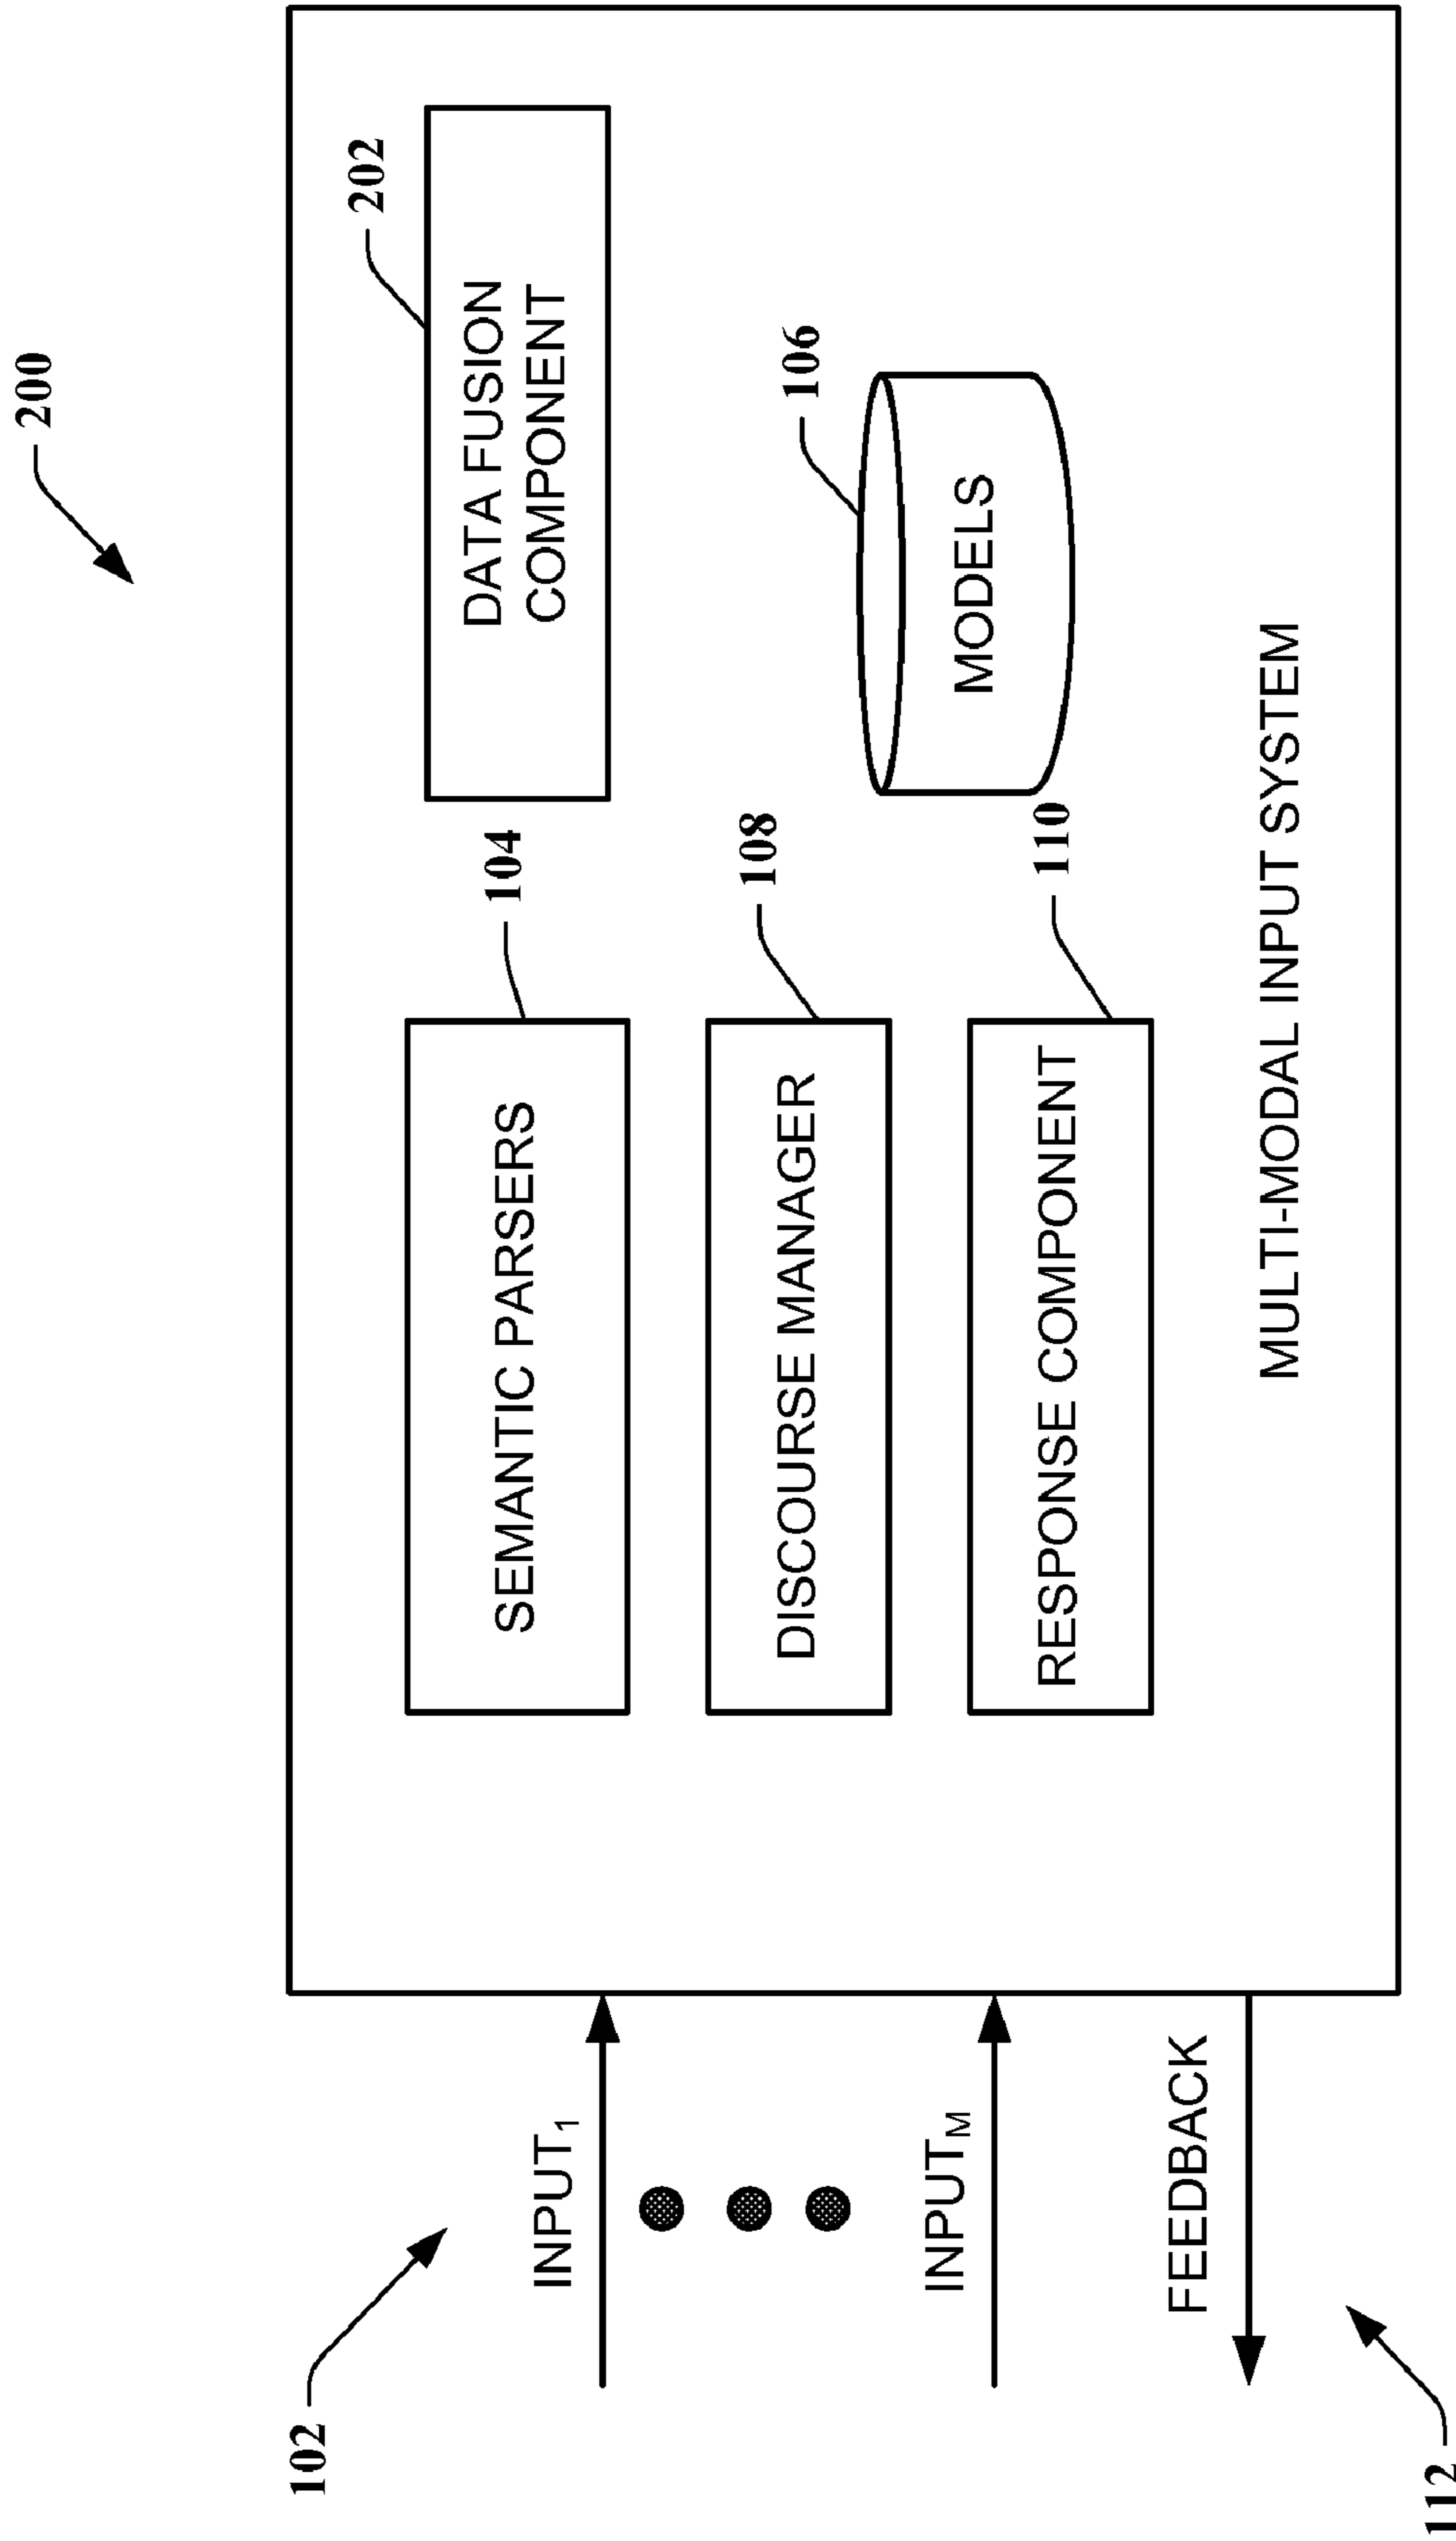 200
202
DATA FUSION
COMPONENT
104
SEMANTIC PARSERS
108
DISCOURSE MANAGER
106
MODELS
110
RESPONSE COMPONENT
MULTI-MODAL INPUT SYSTEM
102
INPUT1
INPUTM
FEEDBACK
112